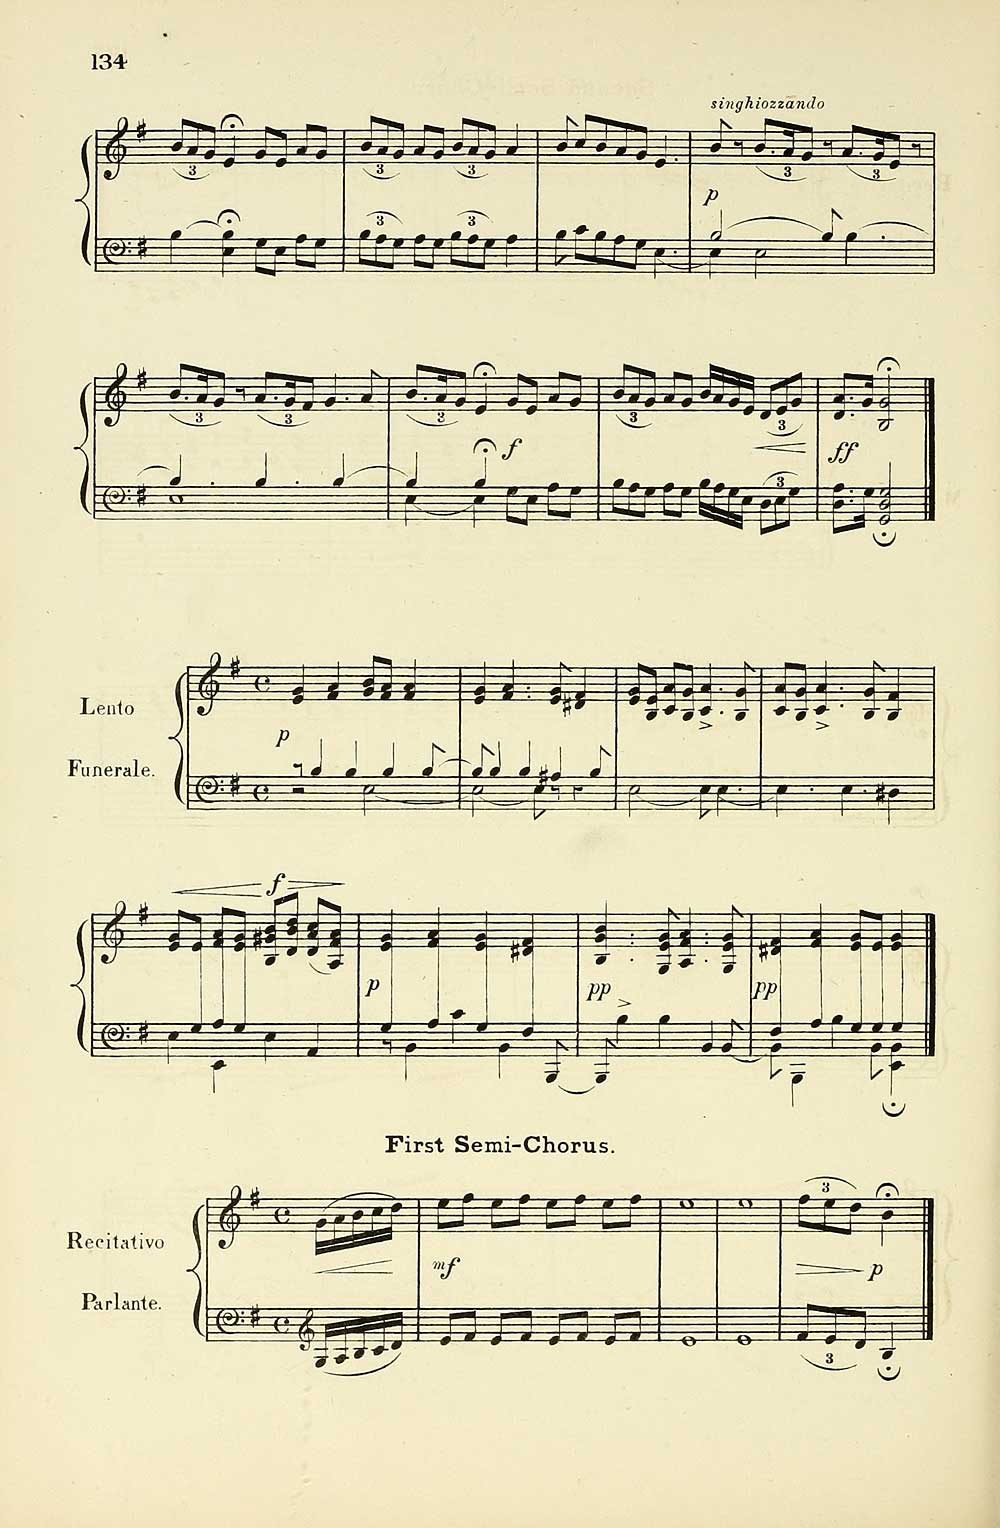 134
singhiozzando
3 3 3
3
p
3 3
3 3 3 3 3
f
ff
3
Lento
Funerale.
p
f
p
pp
pp
First Semi-Chorus.
Recitativo
Parlante.
3
mf
p
3